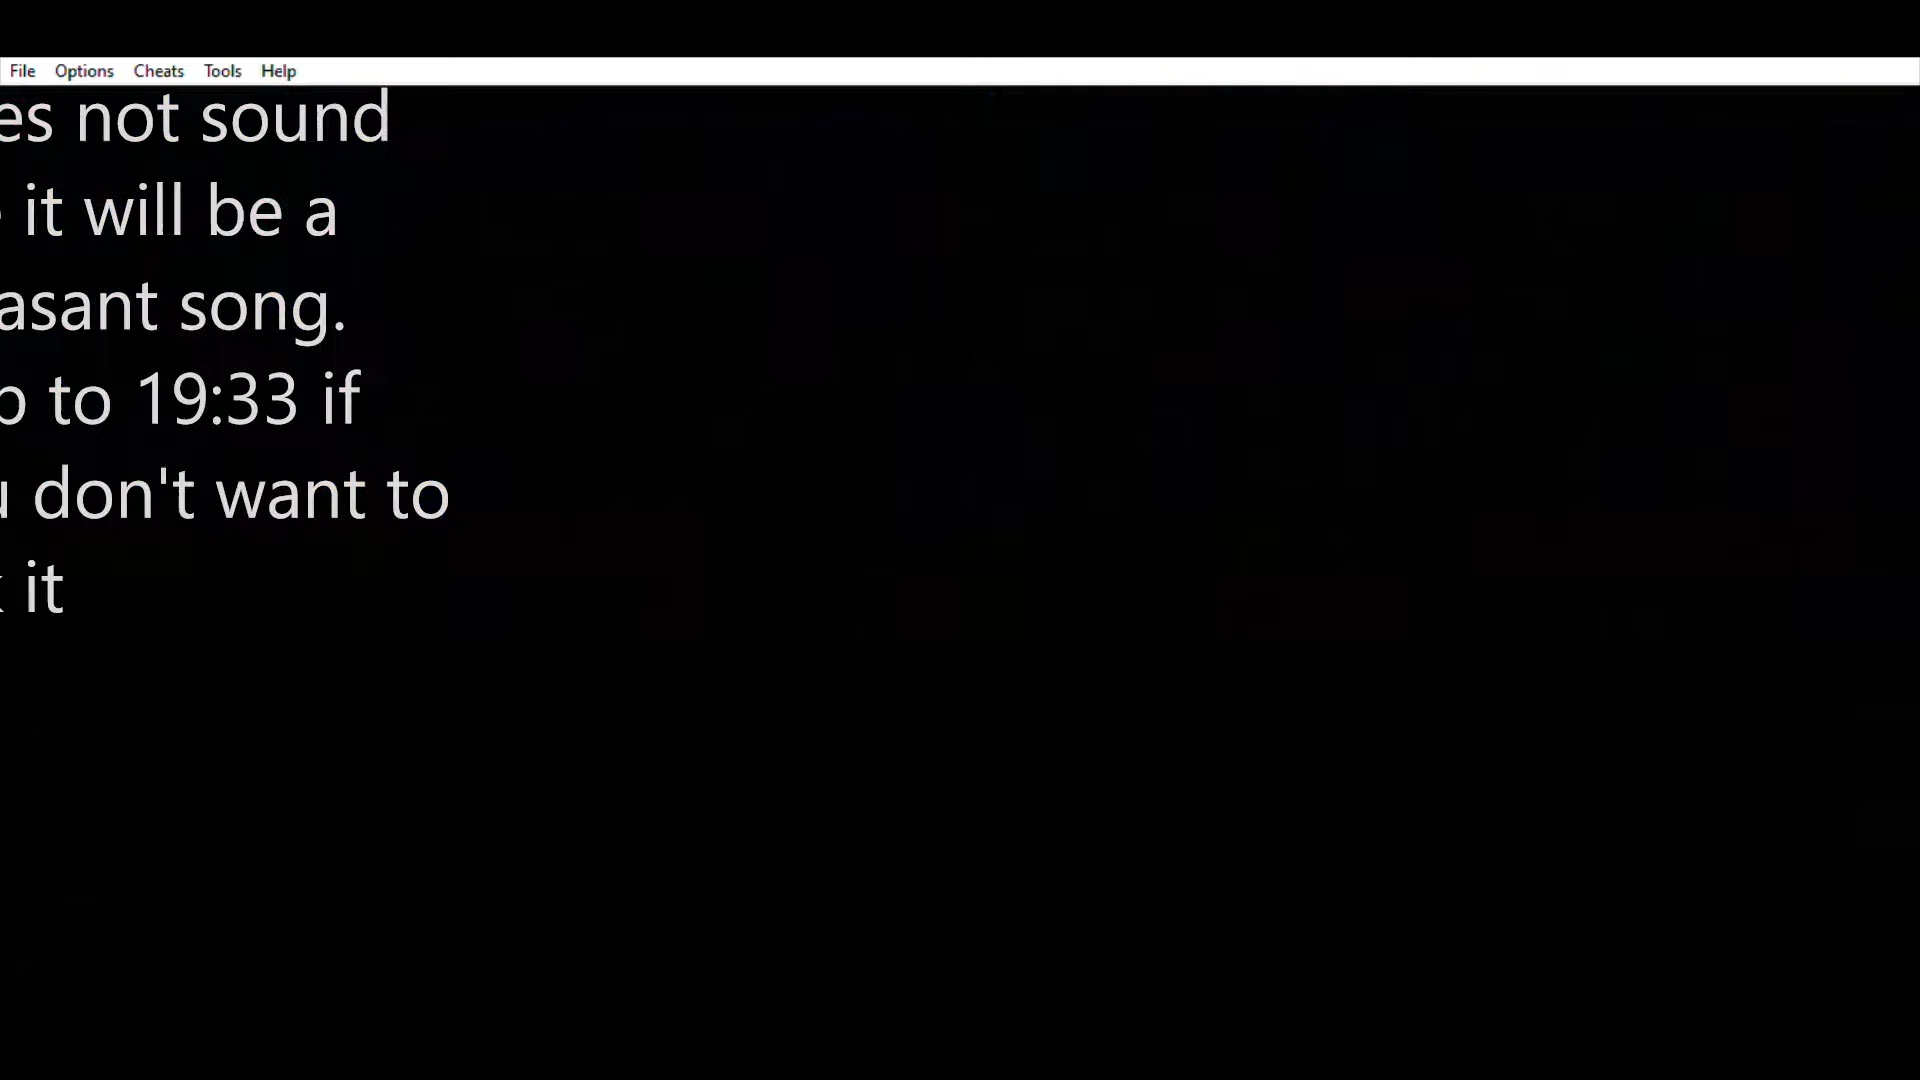 File Options Cheats Tools Help
es not sound
it will be a
asant song.
to 19:33 if
don't want to
it